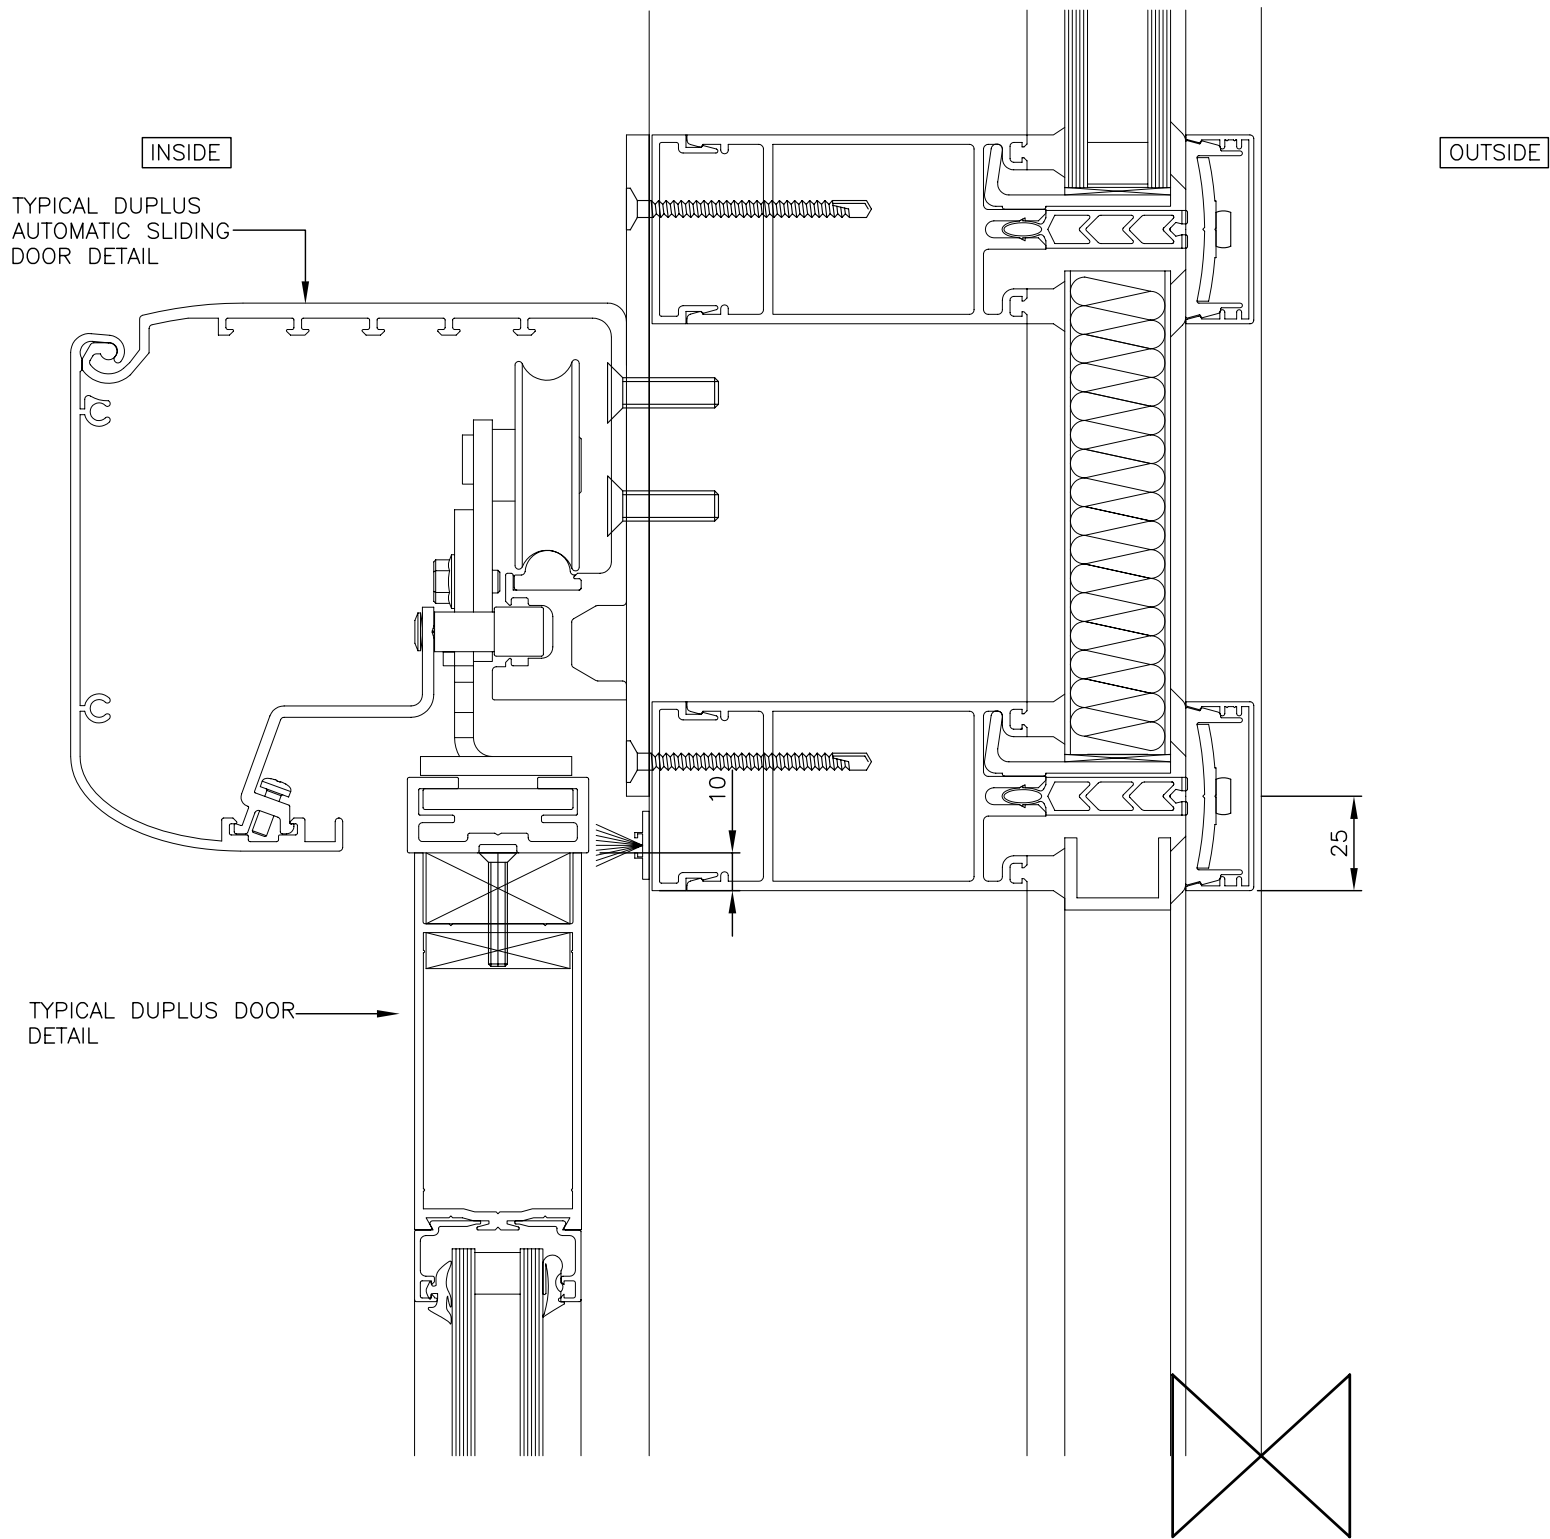 INSIDE
OUTSIDE
TYPICAL DUPLUS
AUTOMATIC SLIDING
DOOR DETAIL
10
25
TYPICAL DUPLUS DOOR
DETAIL